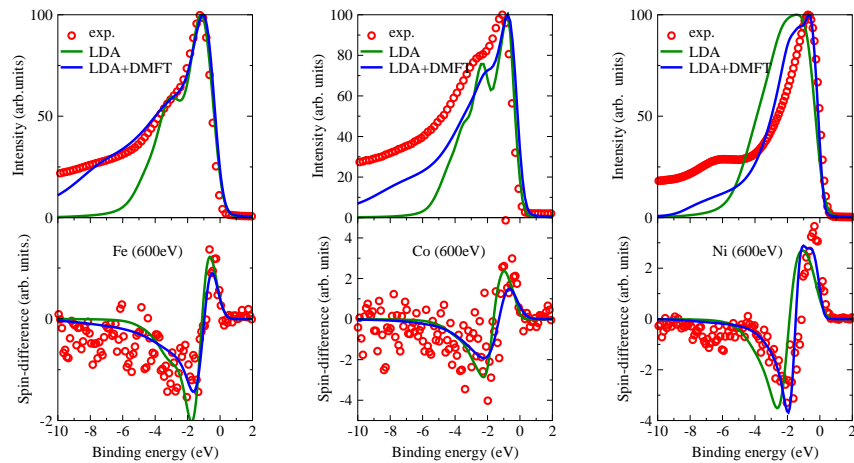 Intensity (arb.units)
100
50
0
exp.
LDA
LDA+DMFT
Intensity (arb. units)
100
80
60
40
20
0
exp.
LDA
LDA+DMFT
Intensity (arb. units)
100
50
0
exp.
LDA
LDA+DMFT
Spin-difference (arb. units.)
0
-2
Fe (600eV)
-10 -8 -6 -4 -2 0 2
Binding energy (eV)
Spin-difference (arb. units)
4
2
0
-2
-4
Co (600eV)
-10 -8 -6 -4 -2 0 2
Binding energy (eV)
Spin-difference (arb. units)
0
-4
Ni (600eV)
-10 -8 -6 -4 -2 0 2
Binding energy (eV)